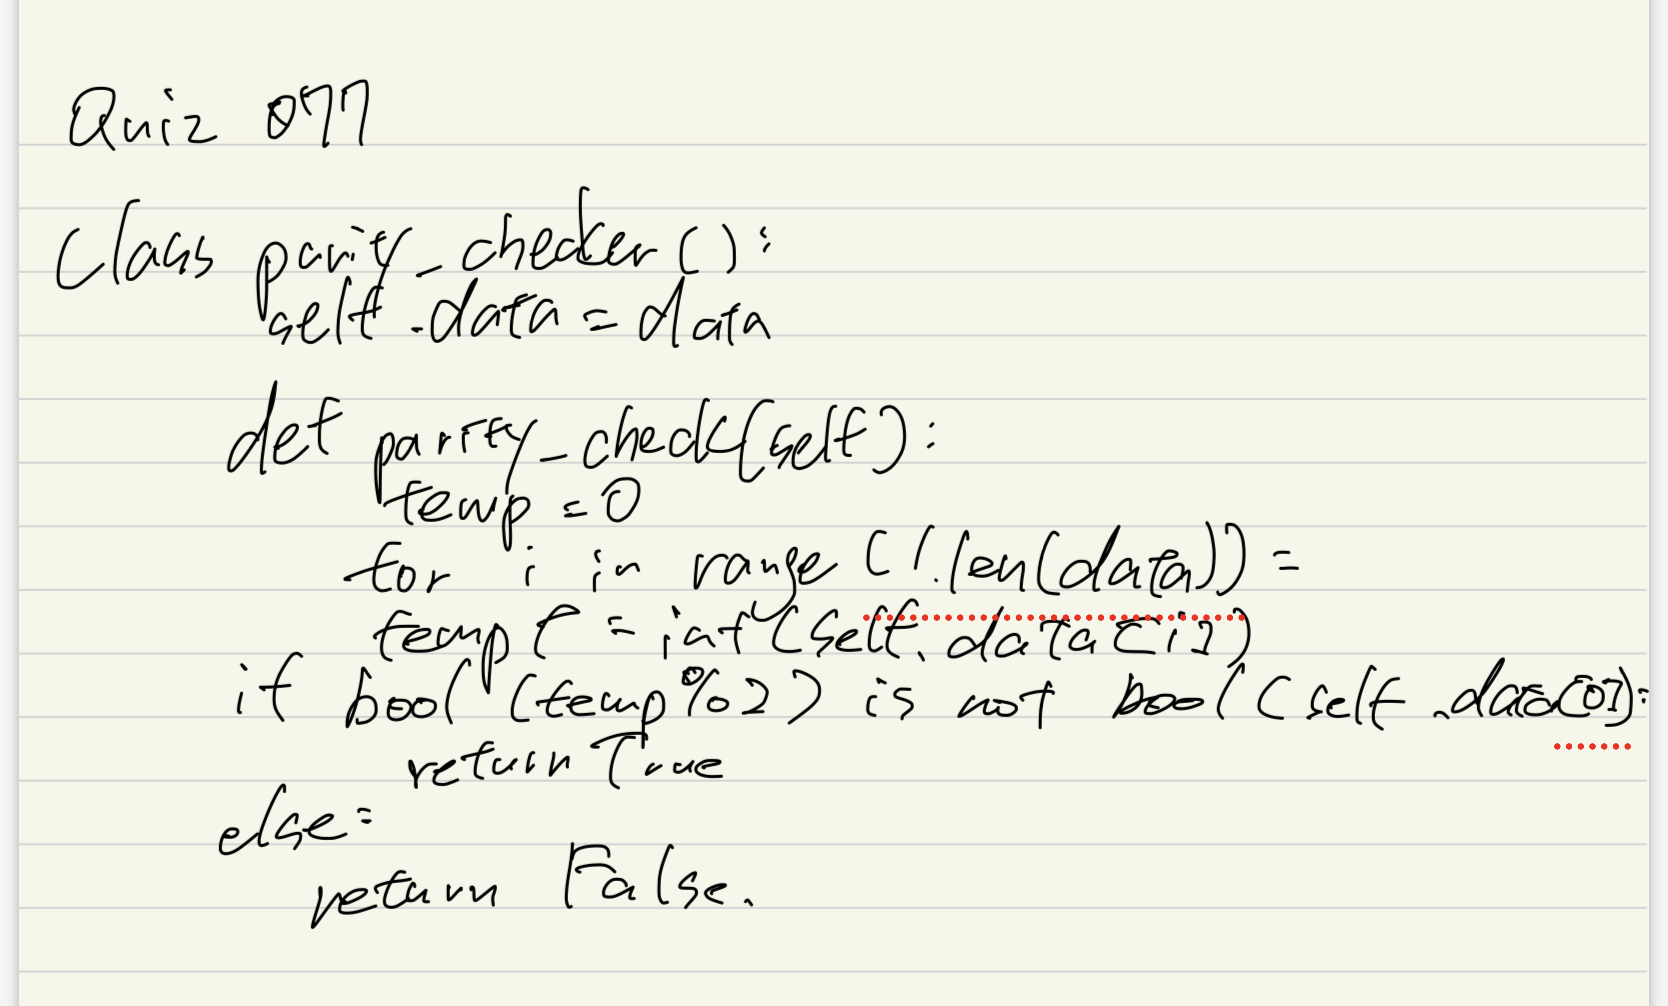 Quiz 077
Class parity_checker():
self.data = data
def parity_check(self):
temp = 0
for i in range (1.len(data)) =
temp t = int (self.data[i])
if bool (temp%2) is not bool (self.data[0]):
return True
else =
return False.